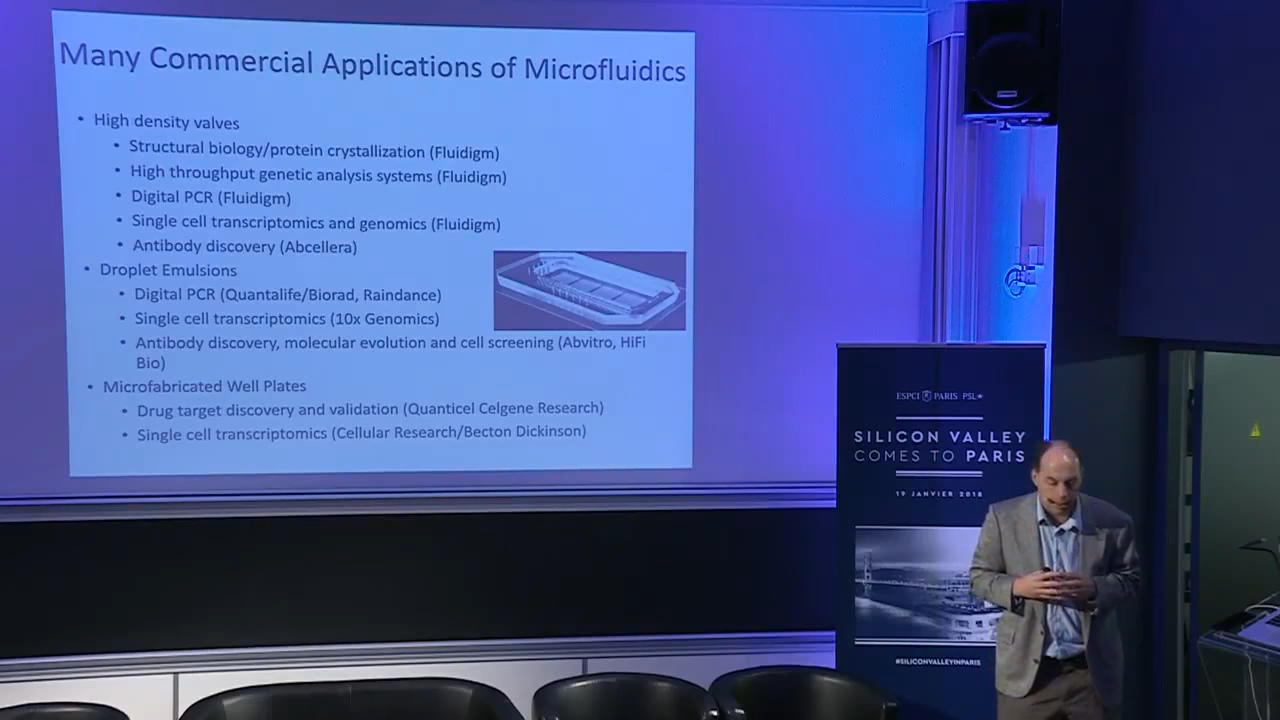 Many Commercial Applications of Microfluidics
• High density valves
• Structural biology/protein crystallization (Fluidigm)
• High throughput genetic analysis systems (Fluidigm)
• Digital PCR (Fluidigm)
• Single cell transcriptomics and genomics (Fluidigm)
• Antibody discovery (Abcellera)
• Droplet Emulsions
• Digital PCR (Quantalife/Biorad, Raindance)
• Single cell transcriptomics (10x Genomics)
• Antibody discovery, molecular evolution and cell screening (Abvitro, HiFi
Bio)
• Microfabricated Well Plates
• Drug target discovery and validation (Quanticel Celgene Research)
• Single cell transcriptomics (Cellular Research/Becton Dickinson)
ESPCI PARIS PSL★
SILICON VALLEY
COMES TO PARIS
19 JANVIER 2018
#SILICONVALLEYINPARIS